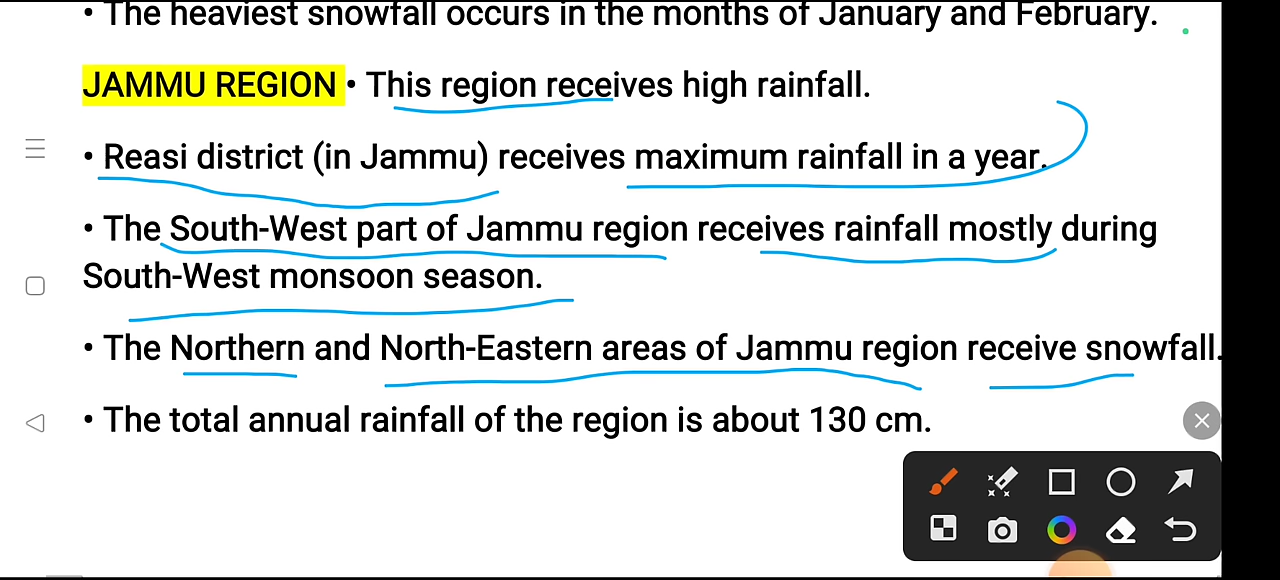 • The heaviest snowfall occurs in the months of January and February.
JAMMU REGION • This region receives high rainfall.
• Reasi district (in Jammu) receives maximum rainfall in a year.
• The South-West part of Jammu region receives rainfall mostly during
South-West monsoon season.
• The Northern and North-Eastern areas of Jammu region receive snowfall.
• The total annual rainfall of the region is about 130 cm.